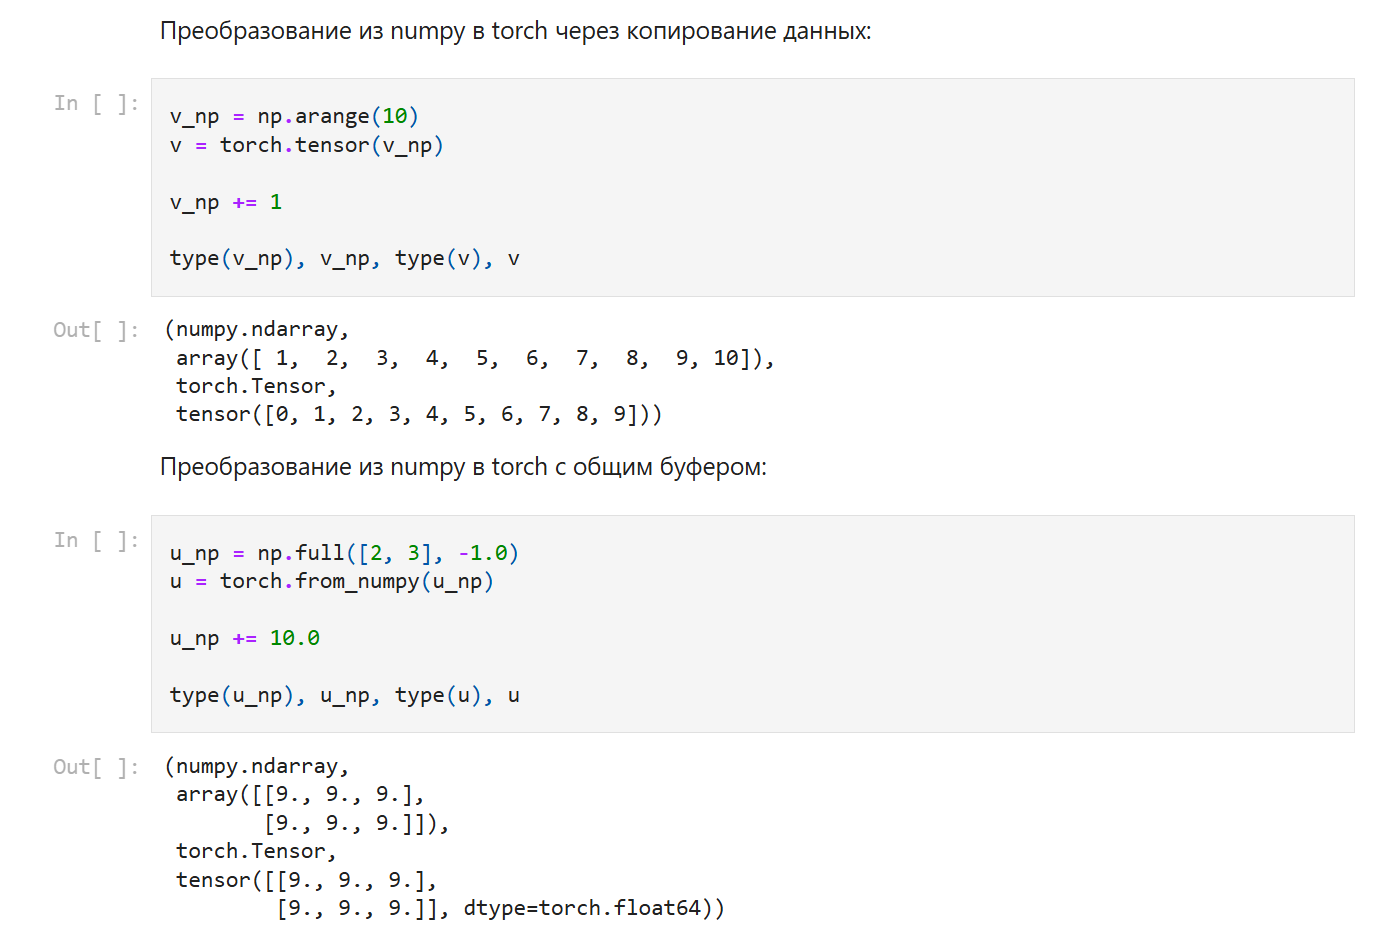 Преобразование из numpy в torch через копирование данных:
In [ ]:
v_np = np.arange(10)
v = torch.tensor(v_np)
v_np += 1
type(v_np), v_np, type(v), v
Out[ ]:
(numpy.ndarray,
 array([ 1,  2,  3,  4,  5,  6,  7,  8,  9, 10]),
 torch.Tensor,
 tensor([0, 1, 2, 3, 4, 5, 6, 7, 8, 9]))
Преобразование из numpy в torch с общим буфером:
In [ ]:
u_np = np.full([2, 3], -1.0)
u = torch.from_numpy(u_np)
u_np += 10.0
type(u_np), u_np, type(u), u
Out[ ]:
(numpy.ndarray,
 array([[9., 9., 9.],
        [9., 9., 9.]]),
 torch.Tensor,
 tensor([[9., 9., 9.],
         [9., 9., 9.]], dtype=torch.float64))